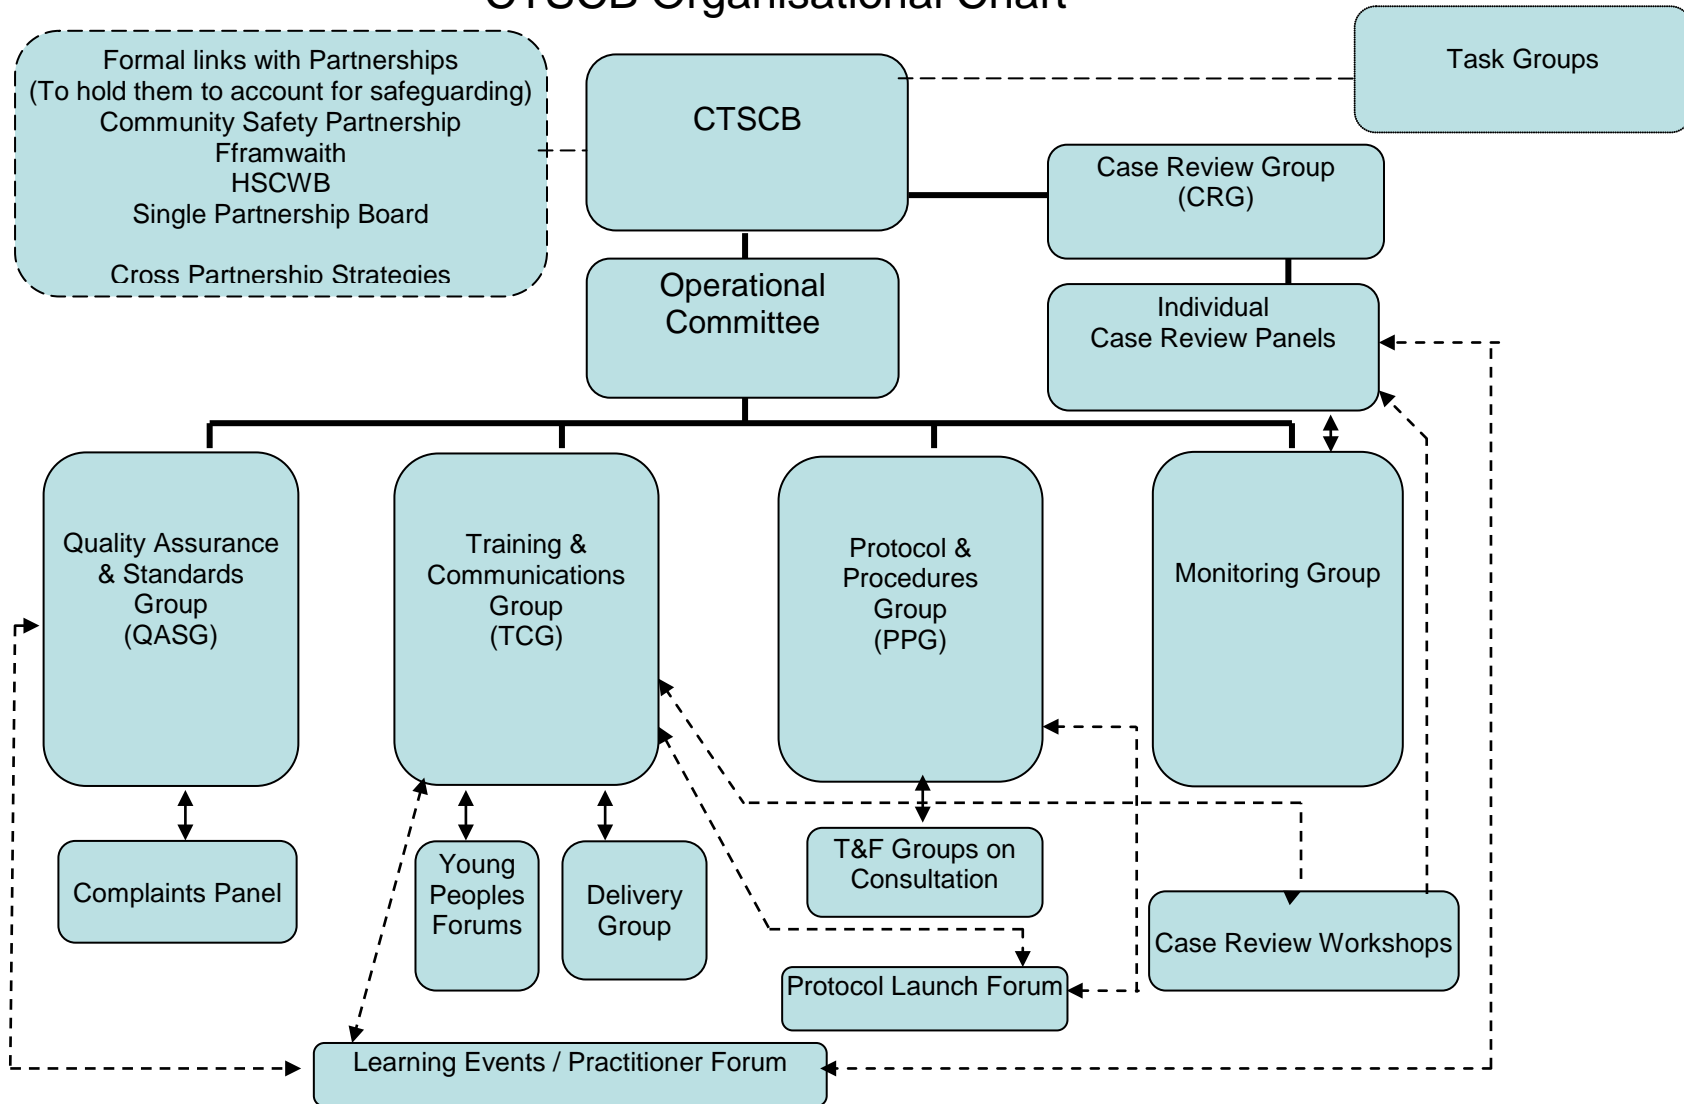 CTSCB Organisational Chart
Formal links with Partnerships
(To hold them to account for safeguarding)
Community Safety Partnership
Fframwaith
HSCWB
Single Partnership Board
Cross Partnership Strategies
CTSCB
Task Groups
Case Review Group
(CRG)
Operational
Committee
Individual
Case Review Panels
Quality Assurance
& Standards
Group
(QASG)
Training &
Communications
Group
(TCG)
Protocol &
Procedures
Group
(PPG)
Monitoring Group
Complaints Panel
Young
Peoples
Forums
Delivery
Group
T&F Groups on
Consultation
Case Review Workshops
Protocol Launch Forum
Learning Events / Practitioner Forum